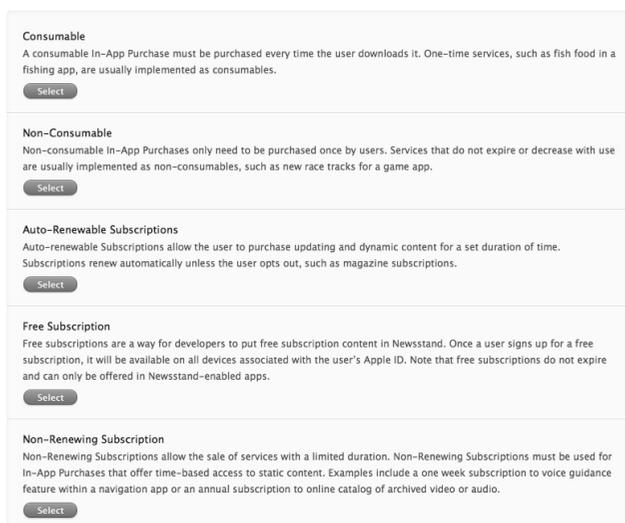 Consumable
A consumable In-App Purchase must be purchased every time the user downloads it. One-time services, such as fish food in a
fishing app, are usually implemented as consumables.
Select
Non-Consumable
Non-consumable In-App Purchases only need to be purchased once by users. Services that do not expire or decrease with use
are usually implemented as non-consumables, such as new race tracks for a game app.
Select
Auto-Renewable Subscriptions
Auto-renewable Subscriptions allow the user to purchase updating and dynamic content for a set duration of time.
Subscriptions renew automatically unless the user opts out, such as magazine subscriptions.
Select
Free Subscription
Free subscriptions are a way for developers to put free subscription content in Newsstand. Once a user signs up for a free
subscription, it will be available on all devices associated with the user's Apple ID. Note that free subscriptions do not expire
and can only be offered in Newsstand-enabled apps.
Select
Non-Renewing Subscription
Non-Renewing Subscriptions allow the sale of services with a limited duration. Non-Renewing Subscriptions must be used for
In-App Purchases that offer time-based access to static content. Examples include a one week subscription to voice guidance
feature within a navigation app or an annual subscription to online catalog of archived video or audio.
Select